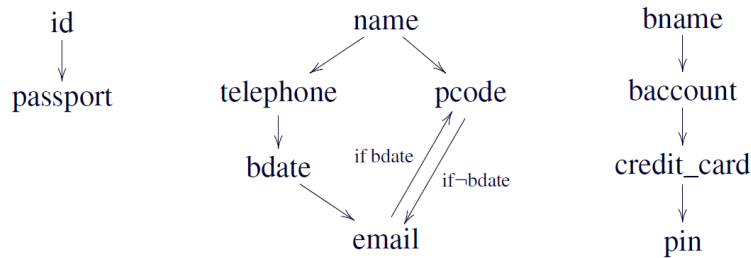 id
name
bname
passport
telephone
pcode
baccount
if bdate
bdate
if¬bdate
credit_card
email
pin